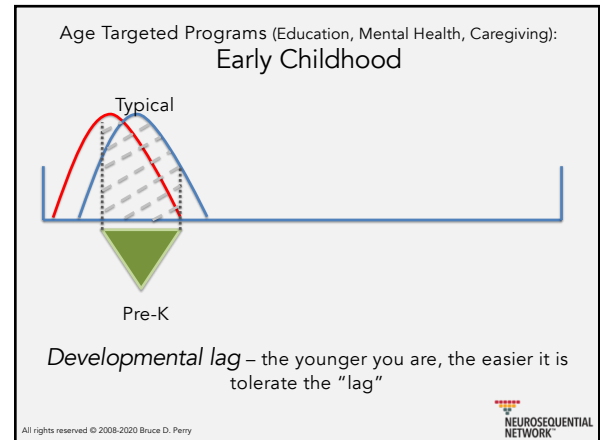 Age Targeted Programs (Education, Mental Health, Caregiving):
Early Childhood
Typical
Pre-K
Developmental lag – the younger you are, the easier it is
tolerate the “lag”
All rights reserved © 2008-2020 Bruce D. Perry
NEUROSEQUENTIAL
NETWORK™